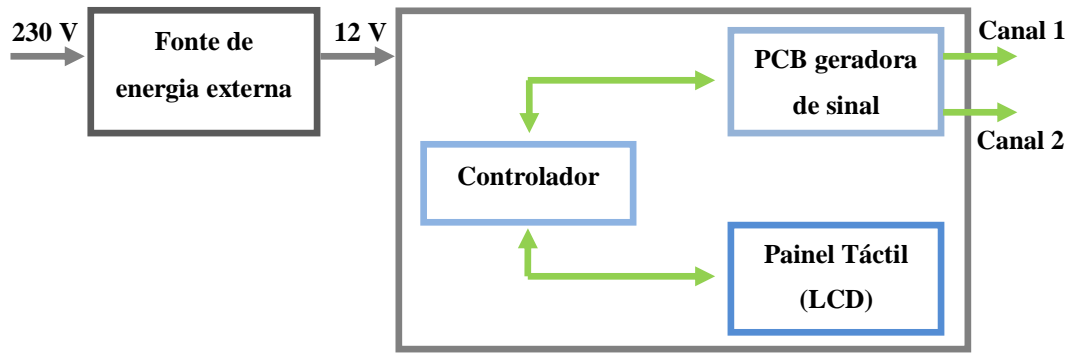 230 V
Fonte de
energia externa
12 V
PCB geradora
de sinal
Canal 1
Canal 2
Controlador
Painel Táctil
(LCD)